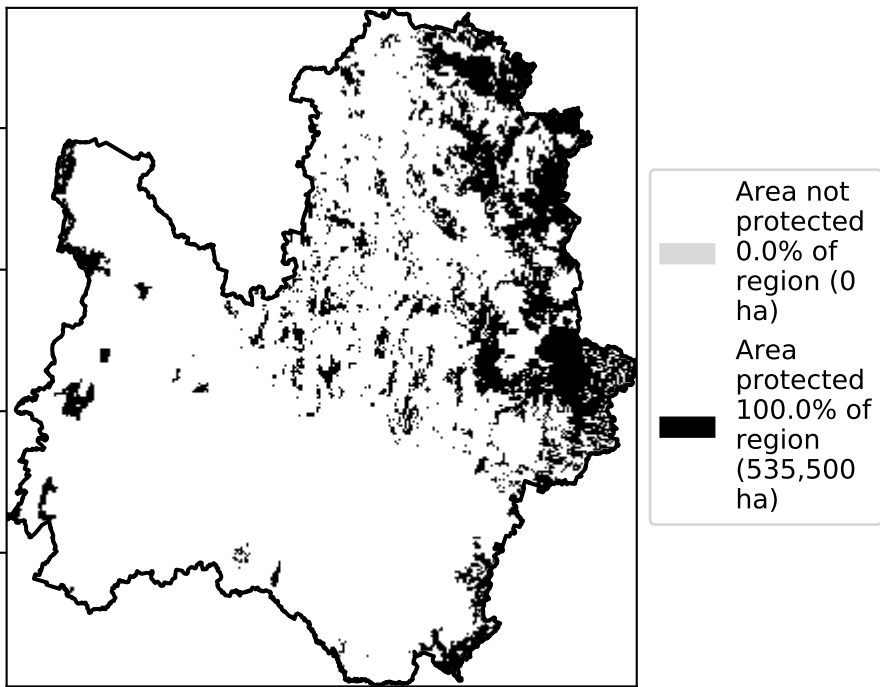 Area not
protected
0.0% of
region (0
ha)
Area
protected
100.0% of
region
(535,500
ha)